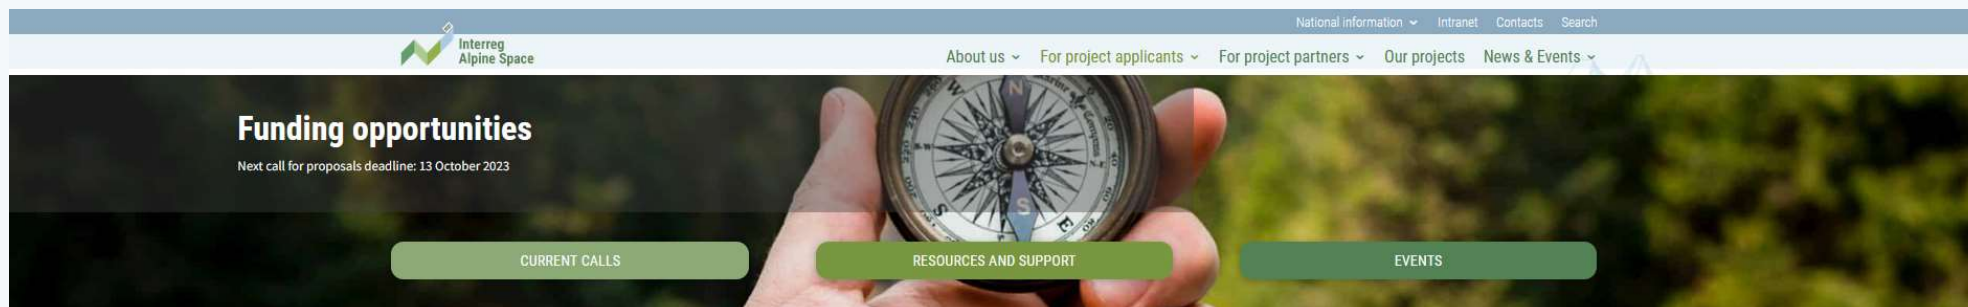 National information Intranet Contacts Search
Interreg
Alpine Space
About us For project applicants For project partners Our projects News & Events
Funding opportunities
Next call for proposals deadline: 13 October 2023
N
W
S
E
CURRENT CALLS RESOURCES AND SUPPORT EVENTS